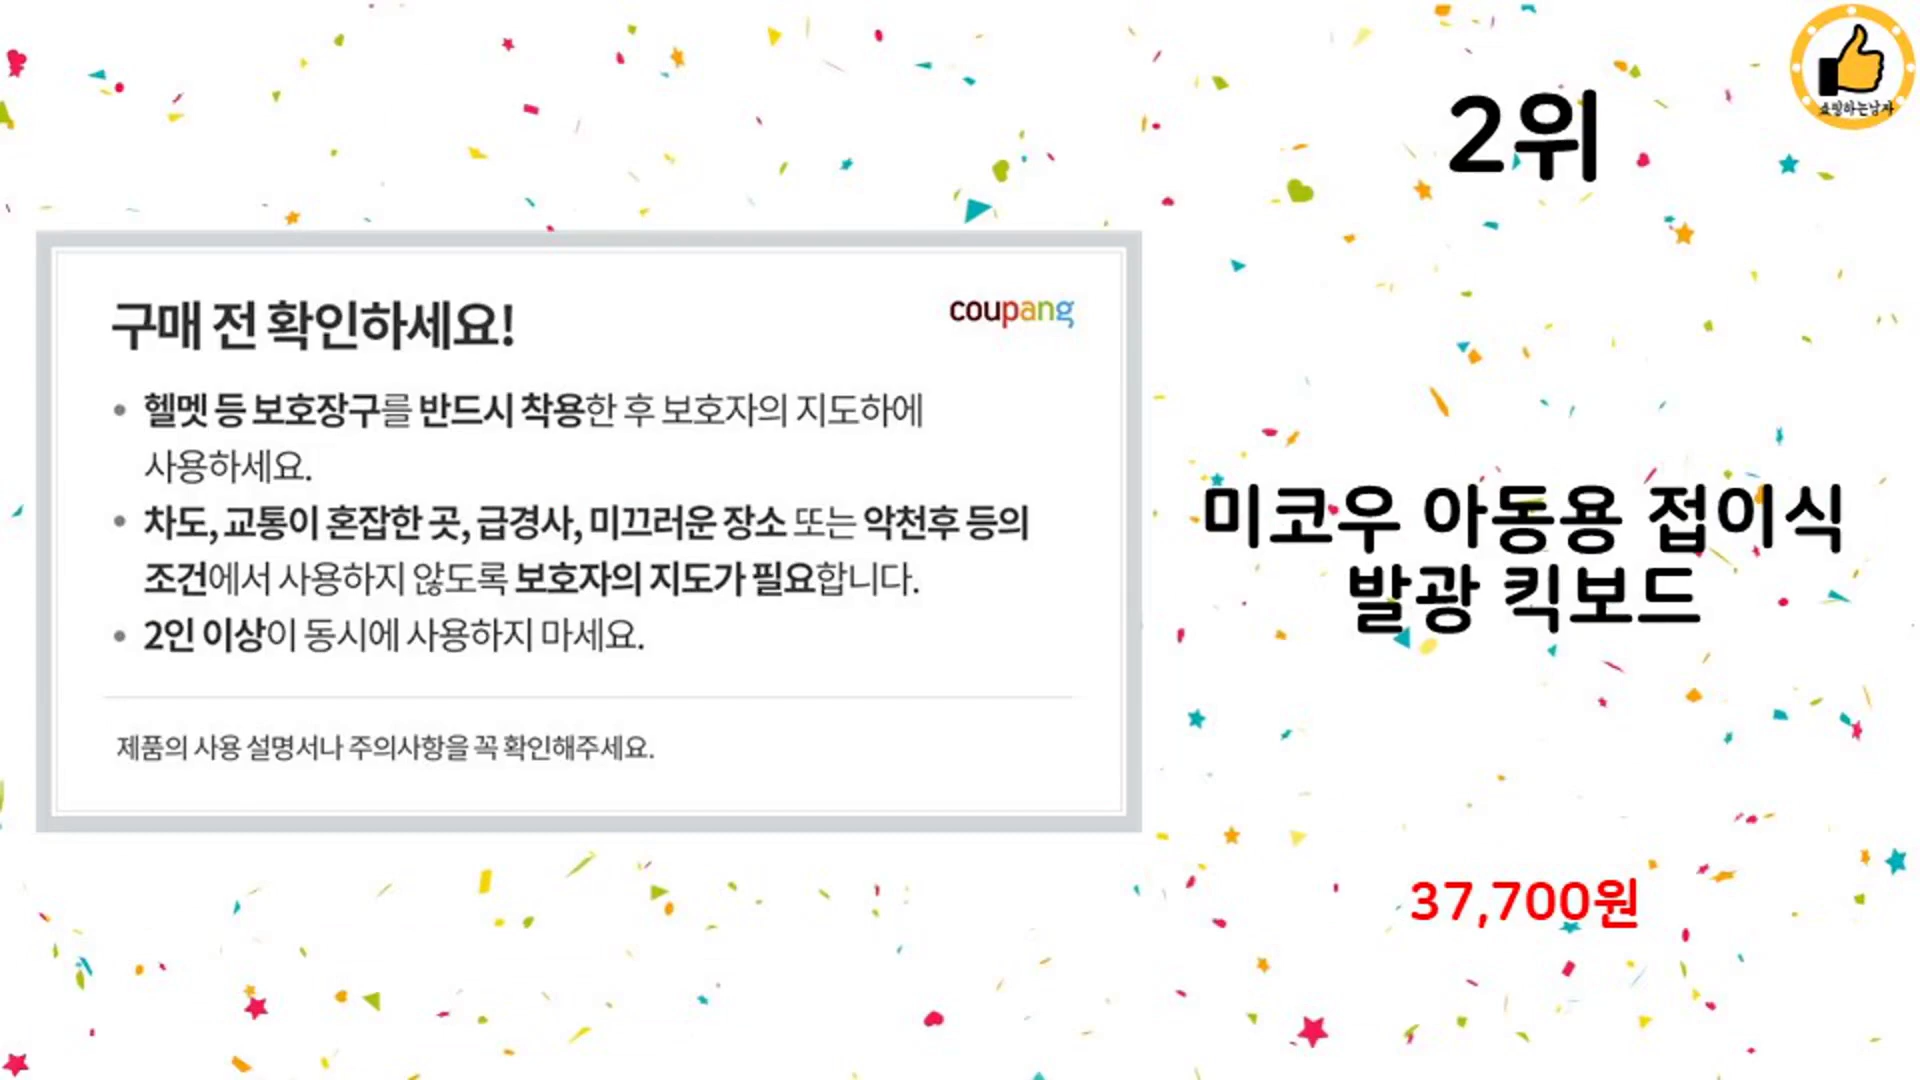 쇼핑하는남자
2위
구매 전 확인하세요!
coupang
• 헬멧 등 보호장구를 반드시 착용한 후 보호자의 지도하에
사용하세요.
• 차도, 교통이 혼잡한 곳, 급경사, 미끄러운 장소 또는 악천후 등의
조건에서 사용하지 않도록 보호자의 지도가 필요합니다.
• 2인 이상이 동시에 사용하지 마세요.
제품의 사용 설명서나 주의사항을 꼭 확인해주세요.
미코우 아동용 접이식
발광 킥보드
37,700원